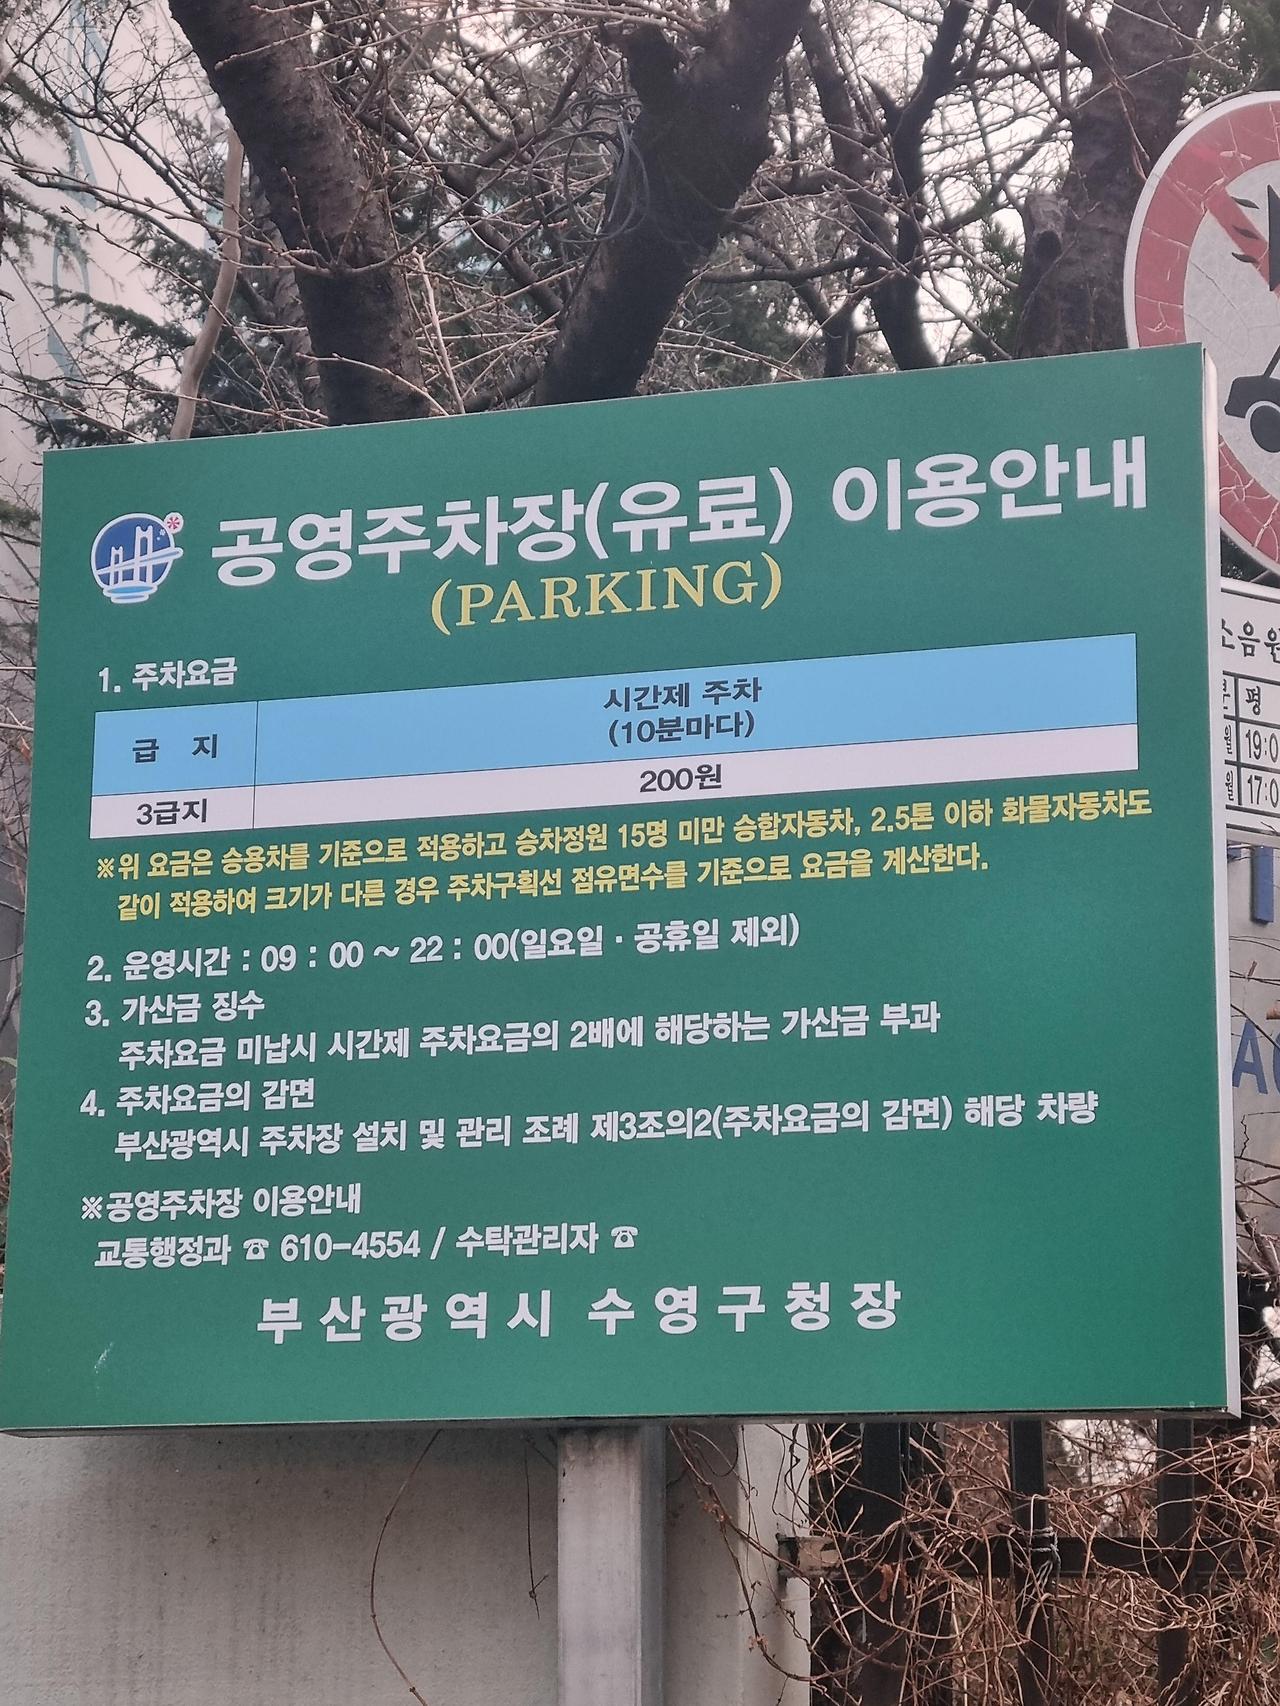 공영주차장(유료) 이용안내
(PARKING)
1. 주차요금
급 지
시간제 주차
(10분마다)
3급지
200원
※위 요금은 승용차를 기준으로 적용하고 승차정원 15명 미만 승합자동차, 2.5톤 이하 화물자동차도
같이 적용하여 크기가 다른 경우 주차구획선 점유면수를 기준으로 요금을 계산한다.
2. 운영시간 : 09 : 00 ~ 22 : 00(일요일 · 공휴일 제외)
3. 가산금 징수
주차요금 미납시 시간제 주차요금의 2배에 해당하는 가산금 부과
4. 주차요금의 감면
부산광역시 주차장 설치 및 관리 조례 제3조의2(주차요금의 감면) 해당 차량
※공영주차장 이용안내
교통행정과 ☎ 610-4554 / 수탁관리자 ☎
부산광역시 수영구청장
평
19:0
17:0